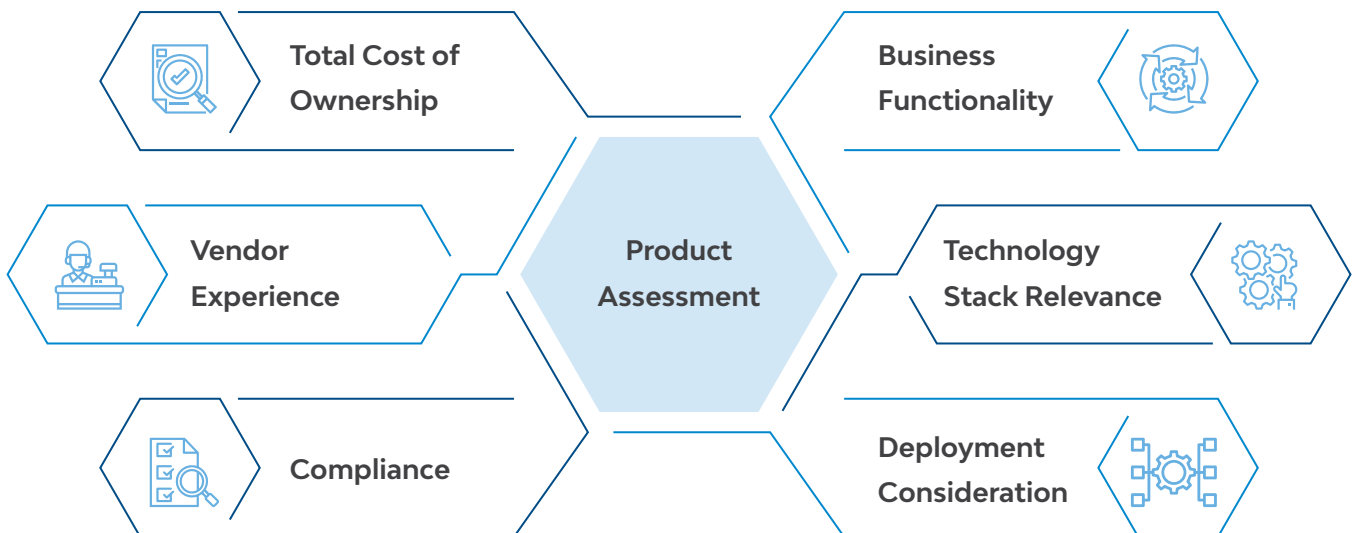 Total Cost of
Ownership
Business
Functionality
Vendor
Experience
Product
Assessment
Technology
Stack Relevance
Compliance
Deployment
Consideration